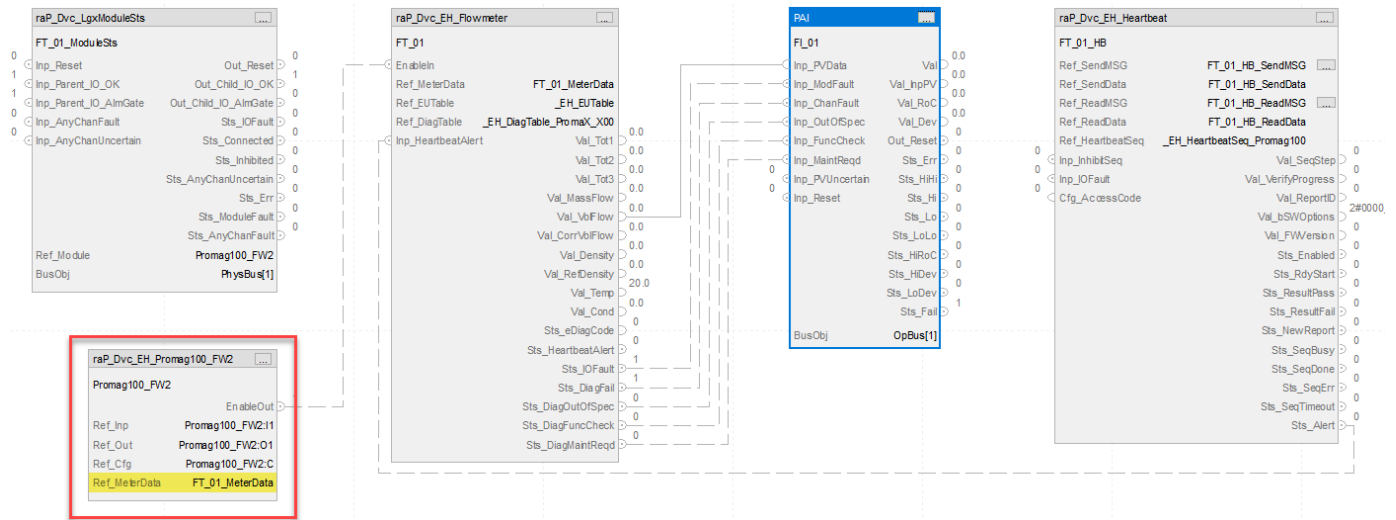 raP_Dvc_LgxModuleSts ...
FT_01_ModuleSts
0 Inp_Reset Out_Reset 0
1 Inp_Parent_IO_OK Out_Child_IO_OK 1
1 Inp_Parent_IO_AlmGate Out_Child_IO_AlmGate 0
0 Inp_AnyChanFault Sts_IOFault 0
0 Inp_AnyChanUncertain Sts_Connected 0
Sts_Inhibited 0
Sts_AnyChanUncertain 0
Sts_Err 0
Sts_ModuleFault 0
Sts_AnyChanFault 0
Ref_Module Promag100_FW2
BusObj PhysBus[1]
raP_Dvc_EH_Promag100_FW2 ...
Promag100_FW2
EnableOut
Ref_Inp Promag100_FW2:I1
Ref_Out Promag100_FW2:O1
Ref_Cfg Promag100_FW2:C
Ref_MeterData FT_01_MeterData
raP_Dvc_EH_Flowmeter ...
FT_01
EnableIn
Ref_MeterData FT_01_MeterData
Ref_EUTable _EH_EUTable
Ref_DiagTable _EH_DiagTable_PromaX_X00
Inp_HeartbeatAlert Val_Tot1 0.0
Val_Tot2 0.0
Val_Tot3 0.0
Val_MassFlow 0.0
Val_VolFlow 0.0
Val_CorrVolFlow 0.0
Val_Density 0.0
Val_RefDensity 0.0
Val_Temp 20.0
Val_Cond 0.0
Sts_eDiagCode 0
Sts_HeartbeatAlert 0
Sts_IOFault 1
Sts_DiagFail 1
Sts_DiagOutOfSpec 0
Sts_DiagFuncCheck 0
Sts_DiagMaintReqd 0
PAI ...
FI_01
Inp_PVData Val 0.0
Inp_ModFault Val_InpPV 0.0
Inp_ChanFault Val_RoC 0.0
Inp_OutOfSpec Val_Dev 0.0
Inp_FuncCheck Out_Reset 0
Inp_MaintReqd Sts_Err 0
0 Inp_PVUncertain Sts_HiHi 0
0 Inp_Reset Sts_Hi 0
Sts_Lo 0
Sts_LoLo 0
Sts_HiRoC 0
Sts_HiDev 0
Sts_LoDev 0
Sts_Fail 1
BusObj OpBus[1]
raP_Dvc_EH_Heartbeat ...
FT_01_HB
Ref_SendMSG FT_01_HB_SendMSG ...
Ref_SendData FT_01_HB_SendData
Ref_ReadMSG FT_01_HB_ReadMSG ...
Ref_ReadData FT_01_HB_ReadData
Ref_HeartbeatSeq _EH_HeartbeatSeq_Promag100
0 Inp_InhibitSeq Val_SeqStep 0
0 Inp_IOFault Val_VerifyProgress 0
0 Cfg_AccessCode Val_ReportID 0
Val_bSWOptions 2#0000_
Val_FWVersion 0
Sts_Enabled 0
Sts_RdyStart 0
Sts_ResultPass 0
Sts_ResultFail 0
Sts_NewReport 0
Sts_SeqBusy 0
Sts_SeqDone 0
Sts_SeqErr 0
Sts_SeqTimeout 0
Sts_Alert 0